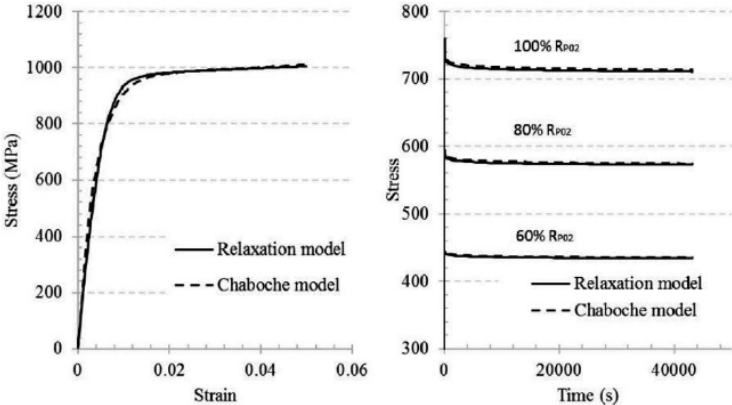 1200
1000
800
600
400
1200
0
Stress (MPa)
0
0.02
0.04
0.06
Strain
Relaxation model
Chaboche model
800
700
600
500
400
300
Stress
0
20000
40000
Time (s)
100% RP02
80% RP02
60% RP02
Relaxation model
Chaboche model